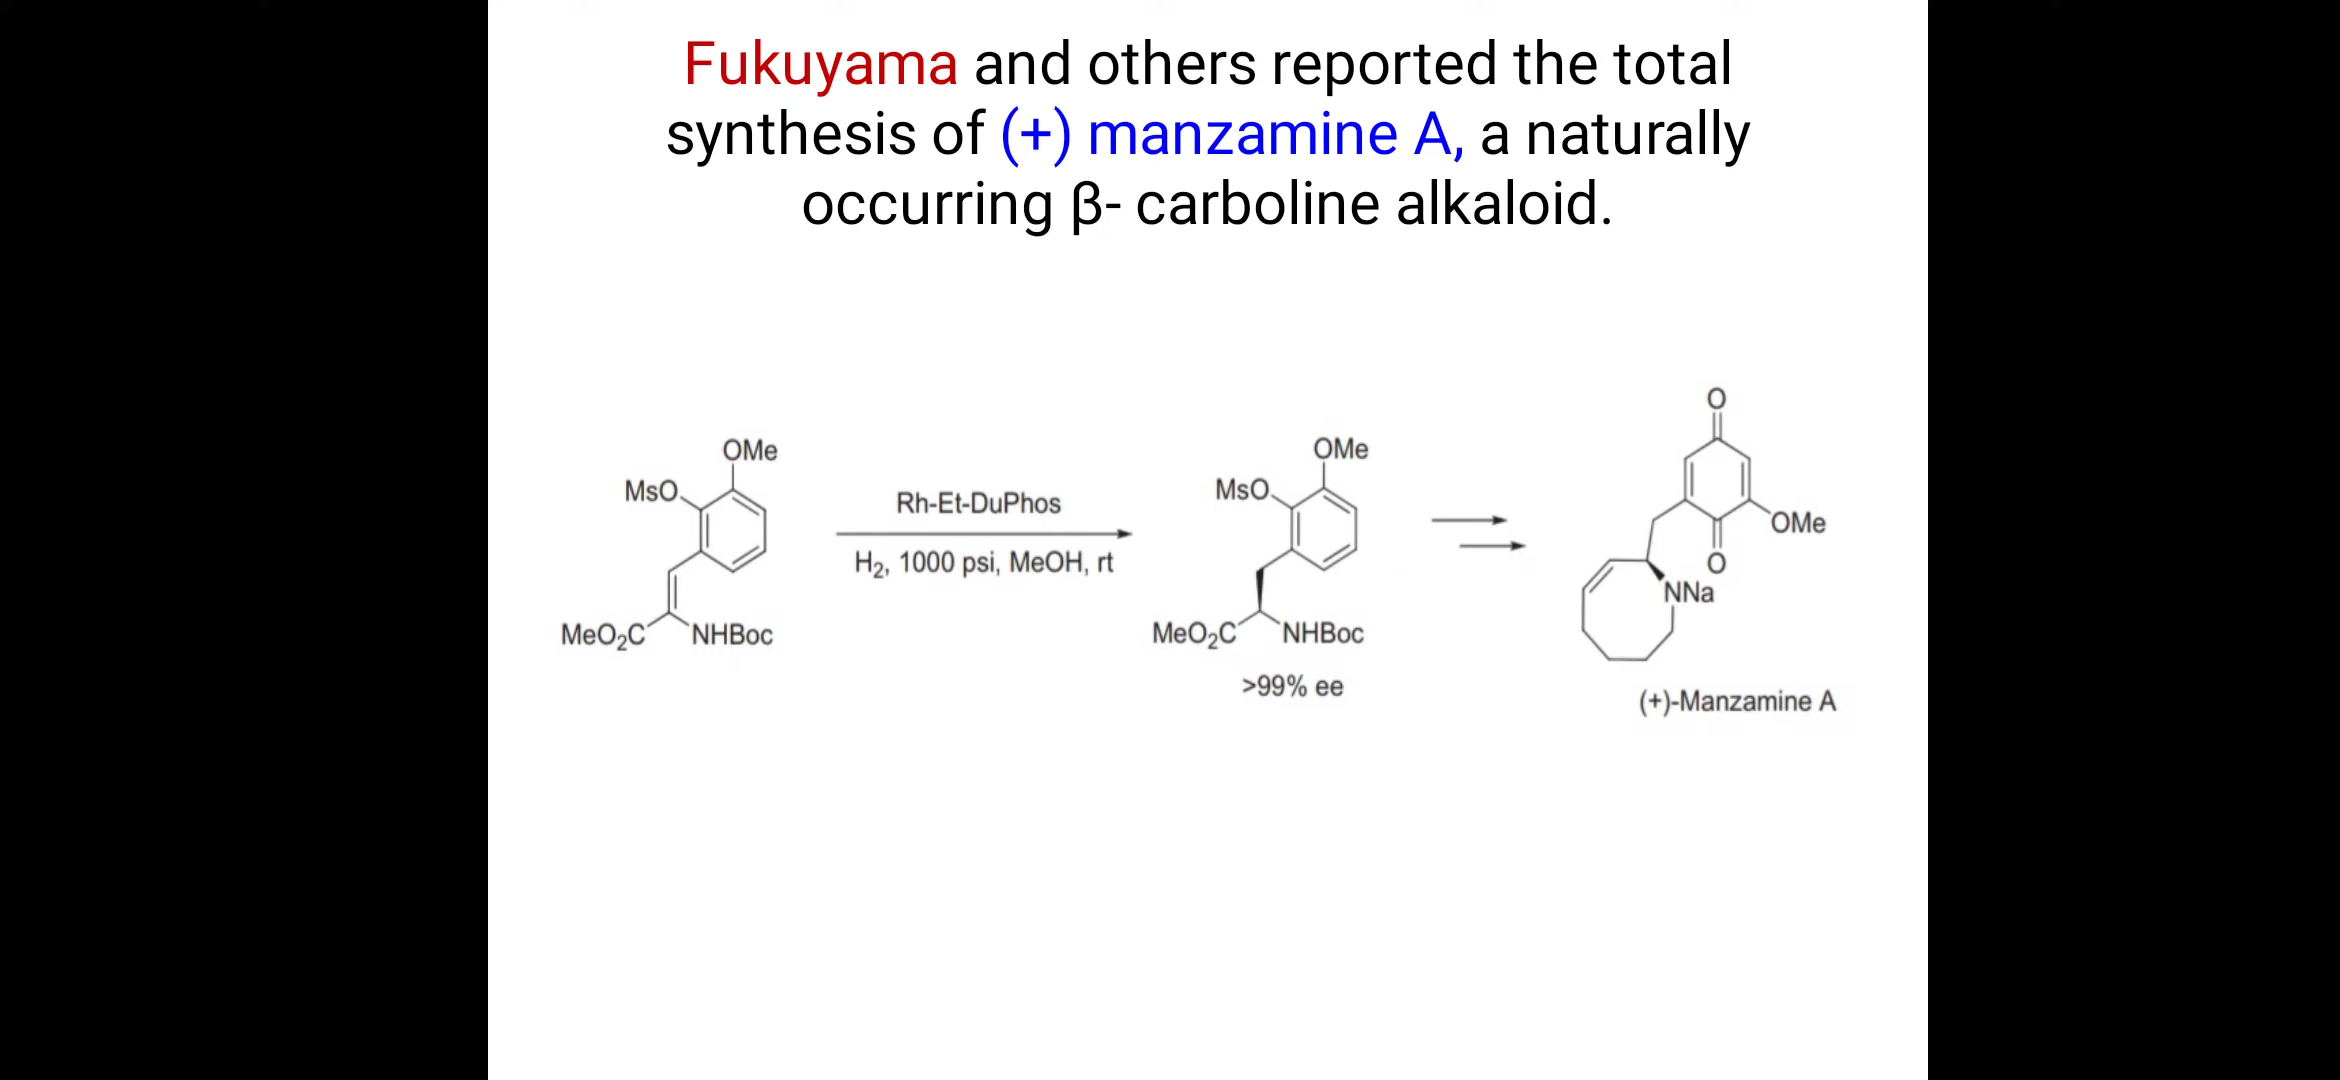 Fukuyama and others reported the total
synthesis of (+) manzamine A, a naturally
occurring β- carboline alkaloid.
OMe
MsO
MeO₂C
NHBoc
Rh-Et-DuPhos
H₂, 1000 psi, MeOH, rt
OMe
MsO
MeO₂C
NHBoc
>99% ee
O
OMe
O
NNa
(+)-Manzamine A